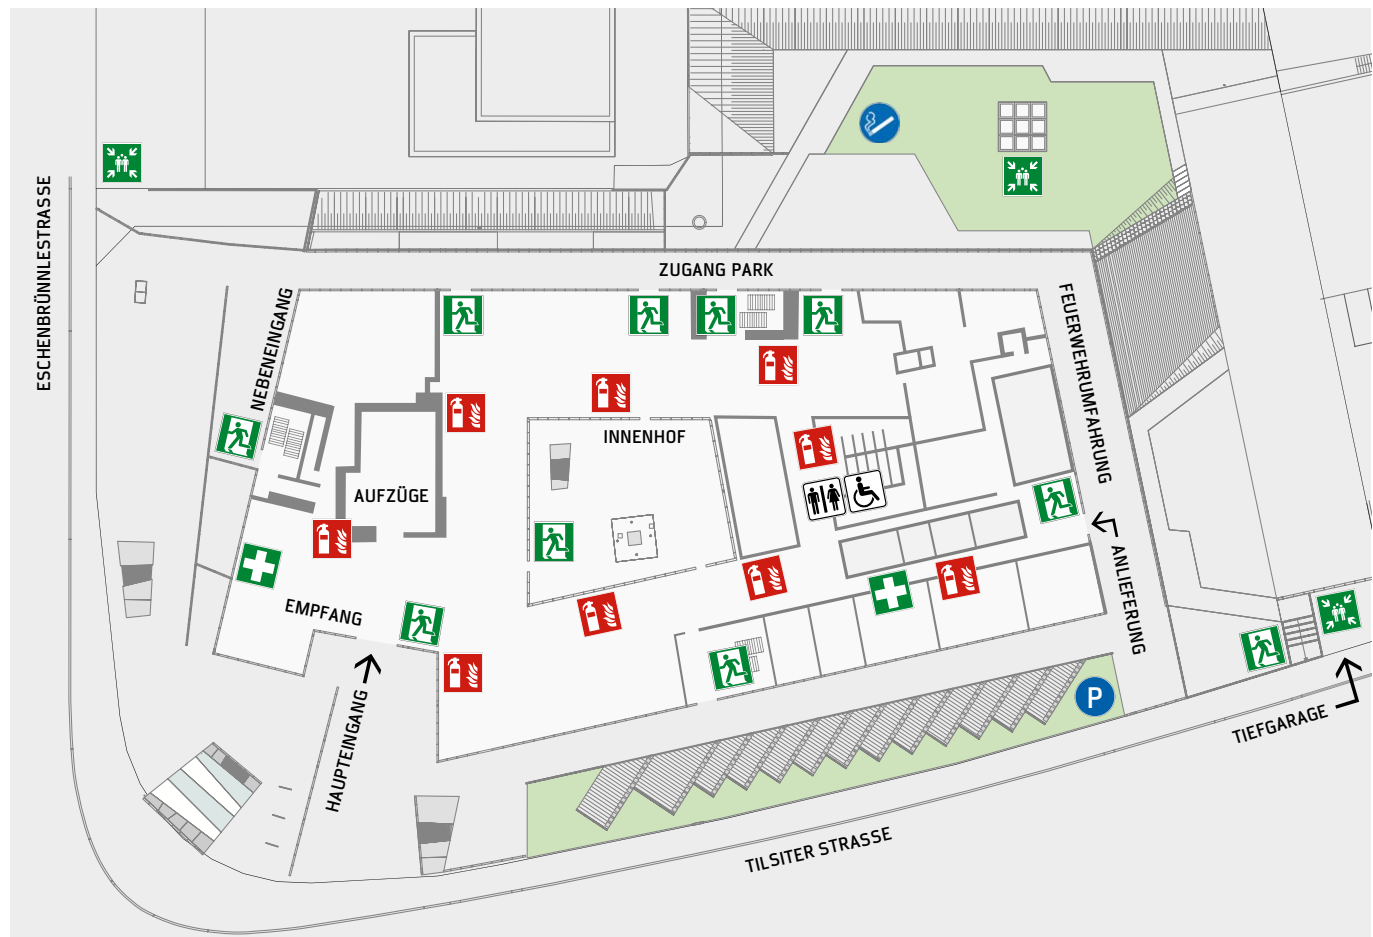 ESCHENBRÜNNLESTRASSE
ZUGANG PARK
NEBENEINGANG
FEUERWEHRUMFAHRUNG
INNENHOF
AUFZÜGE
ANLIEFERUNG
EMPFANG
HAUPTEINGANG
P
TIEFGARAGE
TILSITER STRASSE